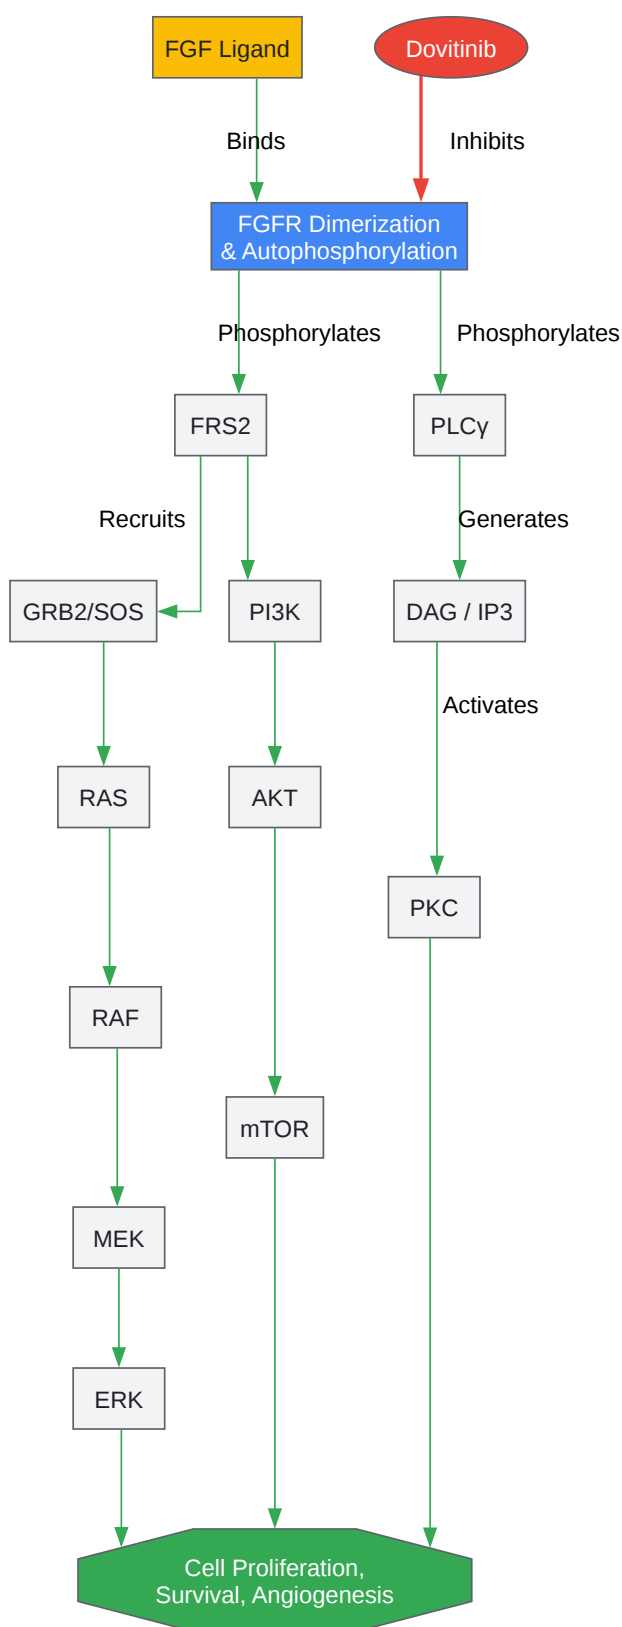 FGF Ligand
Dovitinib
Binds
Inhibits
FGFR Dimerization
& Autophosphorylation
Phosphorylates
Phosphorylates
FRS2
PLCγ
Recruits
Generates
GRB2/SOS
PI3K
DAG / IP3
Activates
RAS
AKT
PKC
RAF
mTOR
MEK
ERK
Cell Proliferation,
Survival, Angiogenesis